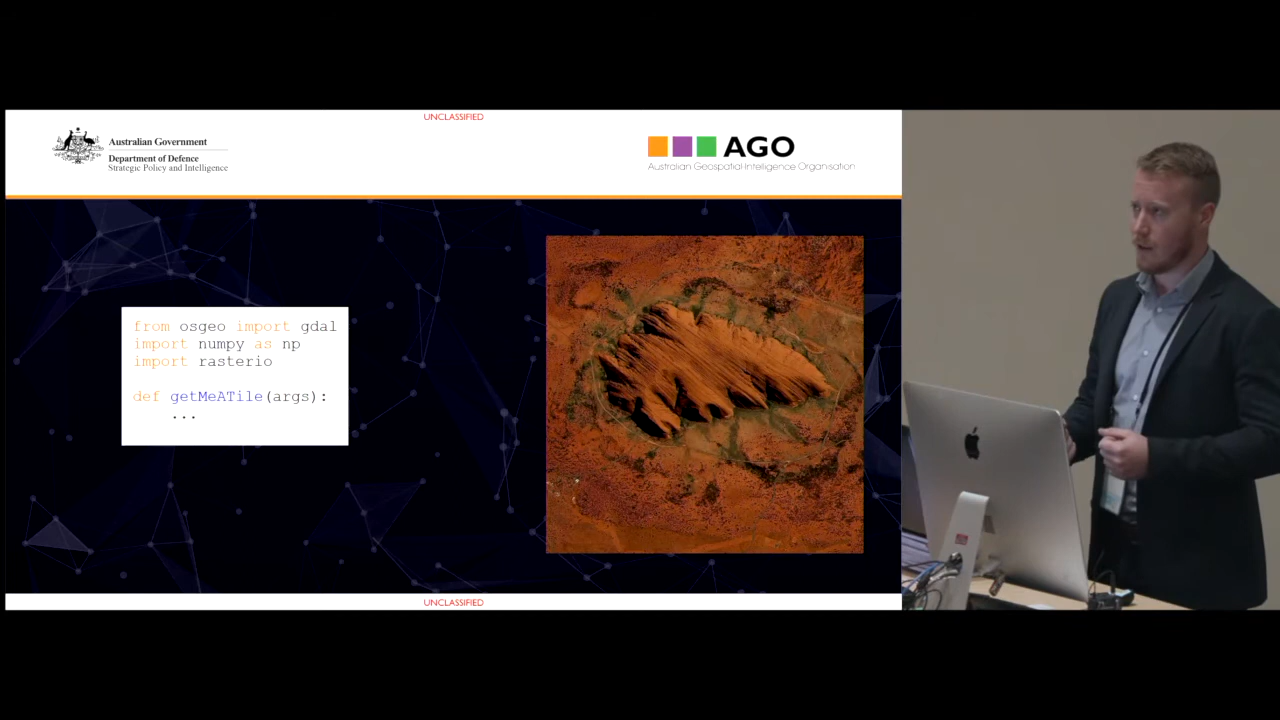 UNCLASSIFIED
Australian Government
Department of Defence
Strategic Policy and Intelligence
AGO
Australian Geospatial Intelligence Organisation
from osgeo import gdal
import numpy as np
import rasterio
def getMeATile(args):
...
UNCLASSIFIED